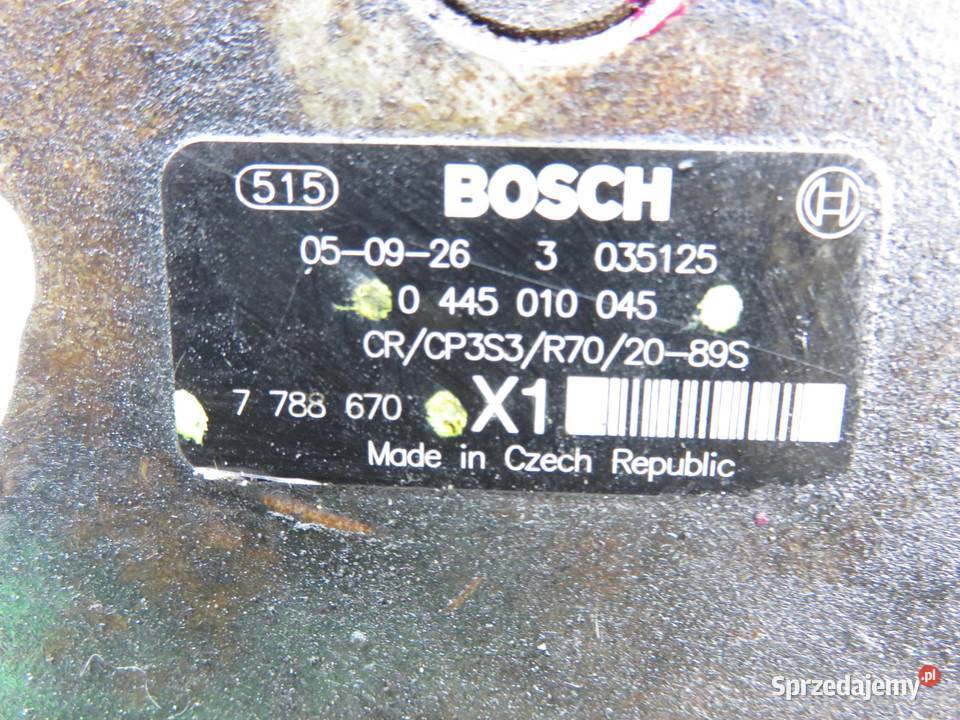 515 BOSCH
05-09-26 3 035125
0 445 010 045
CR/CP3S3/R70/20-89S
7 788 670 X1
Made in Czech Republic
Sprzedajemy.pl